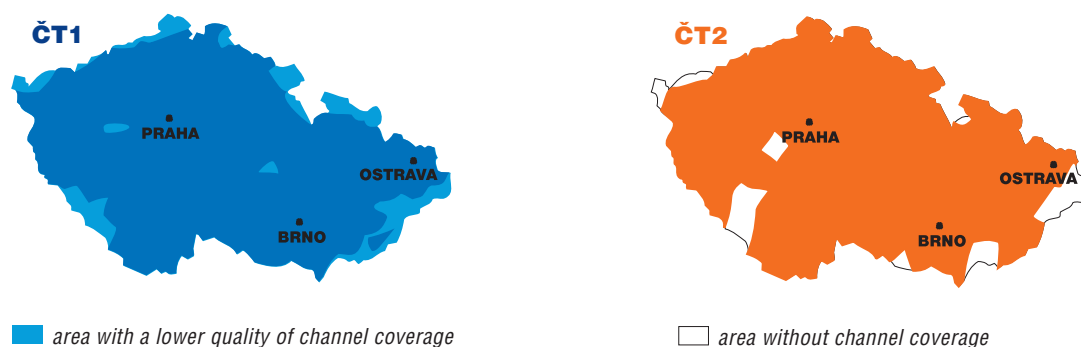 ČT1
PRAHA
OSTRAVA
BRNO
area with a lower quality of channel coverage
ČT2
PRAHA
OSTRAVA
BRNO
area without channel coverage